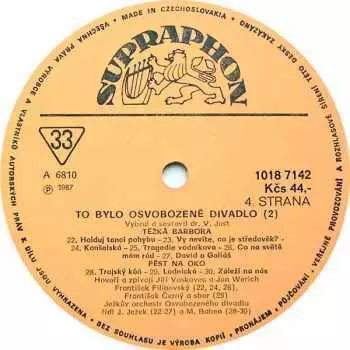 MADE IN CZECHOSLOVAKIA
VŠECHNA PRÁVA VÝROBCE A VLASTNÍKŮ AUTORSKÝCH PRÁV K DÍLU JSOU VYHRAZENA • BEZ SOUHLASU JE VÝROBA KOPIÍ • PRONÁJEM • PŮJČOVÁNÍ • VEŘEJNÉ PROVOZOVÁNÍ A ROZHLASOVÉ ŠÍŘENÍ TÉTO DESKY ZAKÁZÁNO
SUPRAPHON
33
A 6810
1018 7142
Ⓟ 1987
Kčs 44,-
4. STRANA
TO BYLO OSVOBOZENÉ DIVADLO (2)
Vybral a sestavil dr. V. Just
TĚŽKÁ BARBORA
22. Holduj tanci pohybu — 23. Vy nevíte, co je středověk? —
24. Konšelská — 25. Tragedie vodníkova — 26. Co na světě
mám rád — 27. David a Goliáš
PĚST NA OKO
28. Trojský kůň — 29. Lodnická — 30. Záleží na nás
Hovoří a zpívají Jiří Voskovec a Jan Werich
František Filipovský (22, 24, 28),
František Černý a sbor (29)
Ježkův orchestr Osvobozeného divadla
řídí J. Ježek (22-27) a M. Bohon (28-30)